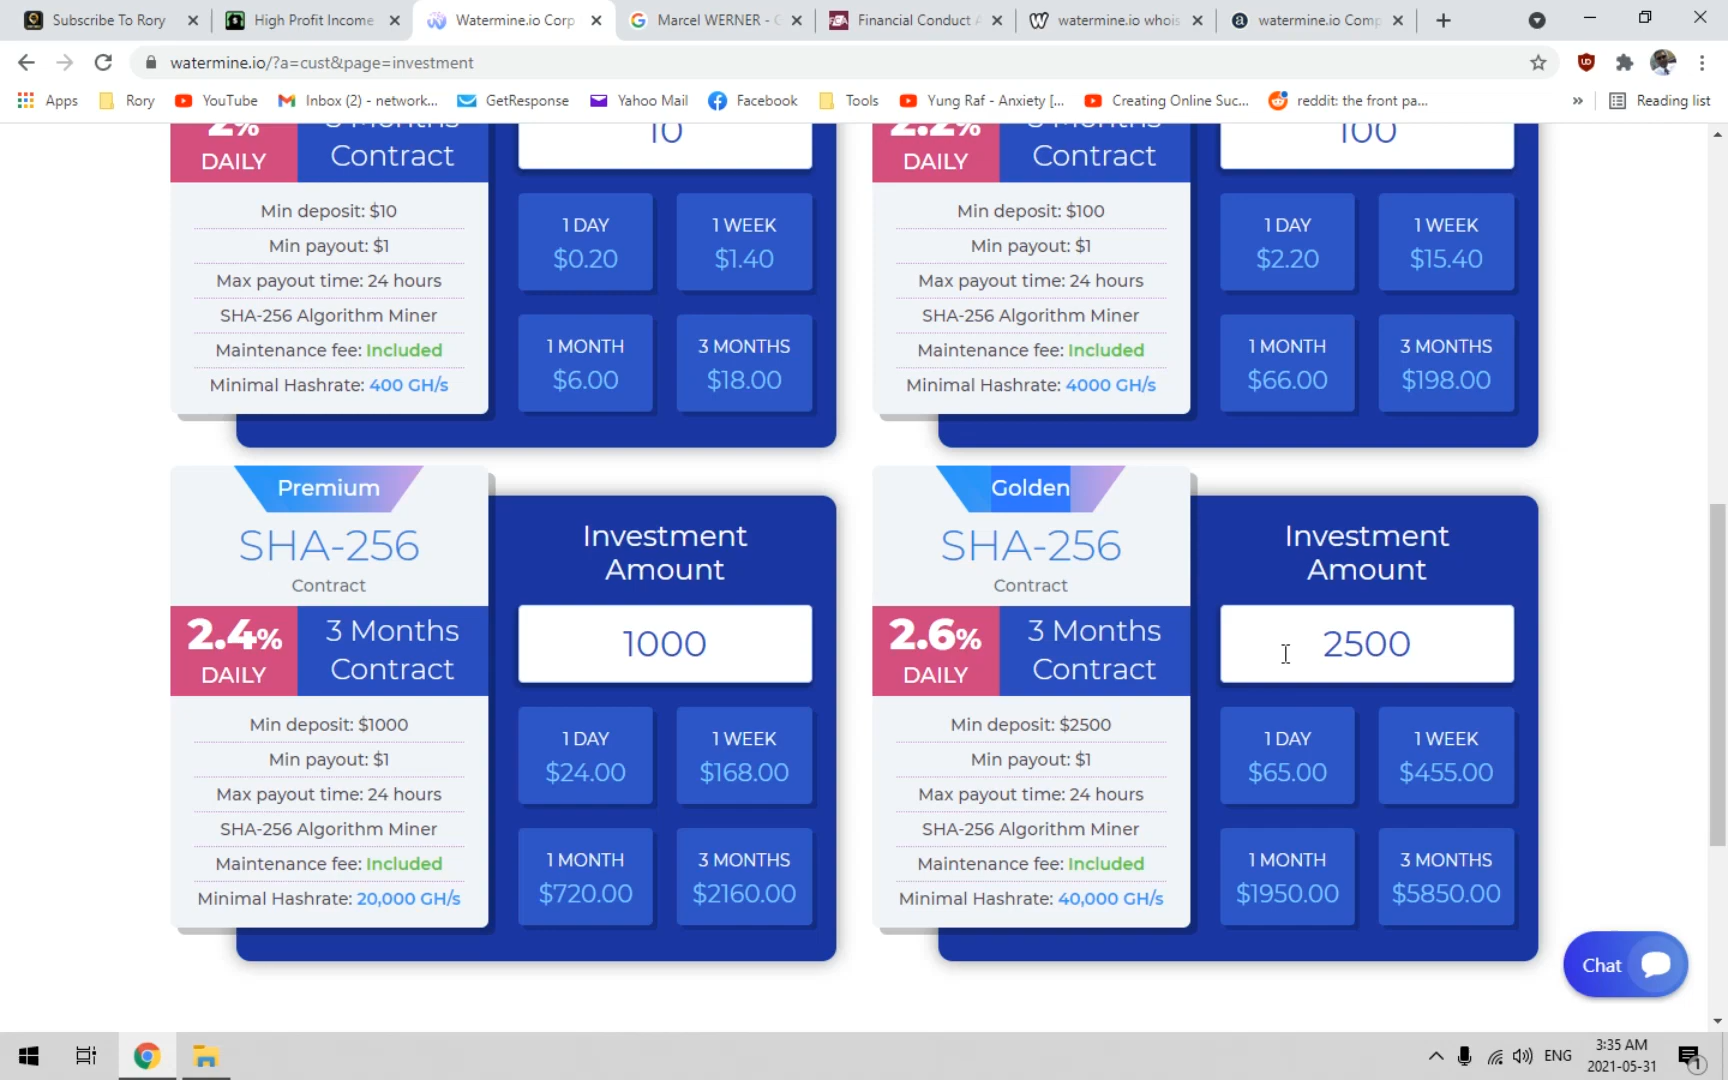 Subscribe To Rory
High Profit Income
Watermine.io Corp
Marcel WERNER - G
Financial Conduct A
watermine.io whois
watermine.io Comp
watermine.io/?a=cust&page=investment
Apps
Rory
YouTube
Inbox (2) - network...
GetResponse
Yahoo Mail
Facebook
Tools
Yung Raf - Anxiety [...
Creating Online Suc...
reddit: the front pa...
Reading list
2%
DAILY
3 Months
Contract
10
Min deposit: $10
Min payout: $1
Max payout time: 24 hours
SHA-256 Algorithm Miner
Maintenance fee: Included
Minimal Hashrate: 400 GH/s
1 DAY
$0.20
1 WEEK
$1.40
1 MONTH
$6.00
3 MONTHS
$18.00
2.2%
DAILY
3 Months
Contract
100
Min deposit: $100
Min payout: $1
Max payout time: 24 hours
SHA-256 Algorithm Miner
Maintenance fee: Included
Minimal Hashrate: 4000 GH/s
1 DAY
$2.20
1 WEEK
$15.40
1 MONTH
$66.00
3 MONTHS
$198.00
Premium
SHA-256
Contract
2.4%
DAILY
3 Months
Contract
Min deposit: $1000
Min payout: $1
Max payout time: 24 hours
SHA-256 Algorithm Miner
Maintenance fee: Included
Minimal Hashrate: 20,000 GH/s
Investment
Amount
1000
1 DAY
$24.00
1 WEEK
$168.00
1 MONTH
$720.00
3 MONTHS
$2160.00
Golden
SHA-256
Contract
2.6%
DAILY
3 Months
Contract
Min deposit: $2500
Min payout: $1
Max payout time: 24 hours
SHA-256 Algorithm Miner
Maintenance fee: Included
Minimal Hashrate: 40,000 GH/s
Investment
Amount
2500
1 DAY
$65.00
1 WEEK
$455.00
1 MONTH
$1950.00
3 MONTHS
$5850.00
Chat
ENG
3:35 AM
2021-05-31
1